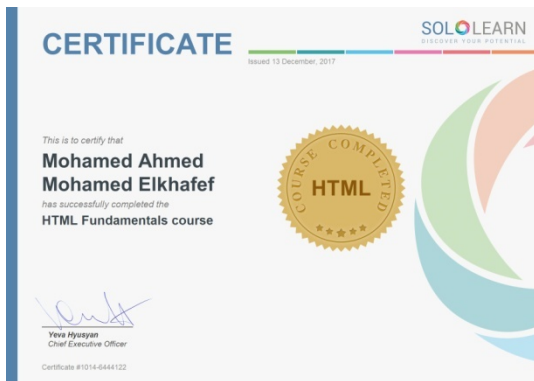 CERTIFICATE
SOLOLEARN
DISCOVER YOUR POTENTIAL
Issued 13 December, 2017
This is to certify that
Mohamed Ahmed
Mohamed Elkhafef
has successfully completed the
HTML Fundamentals course
COURSE COMPLETED
HTML
Yeva Hyusyan
Chief Executive Officer
Certificate #1014-6444122